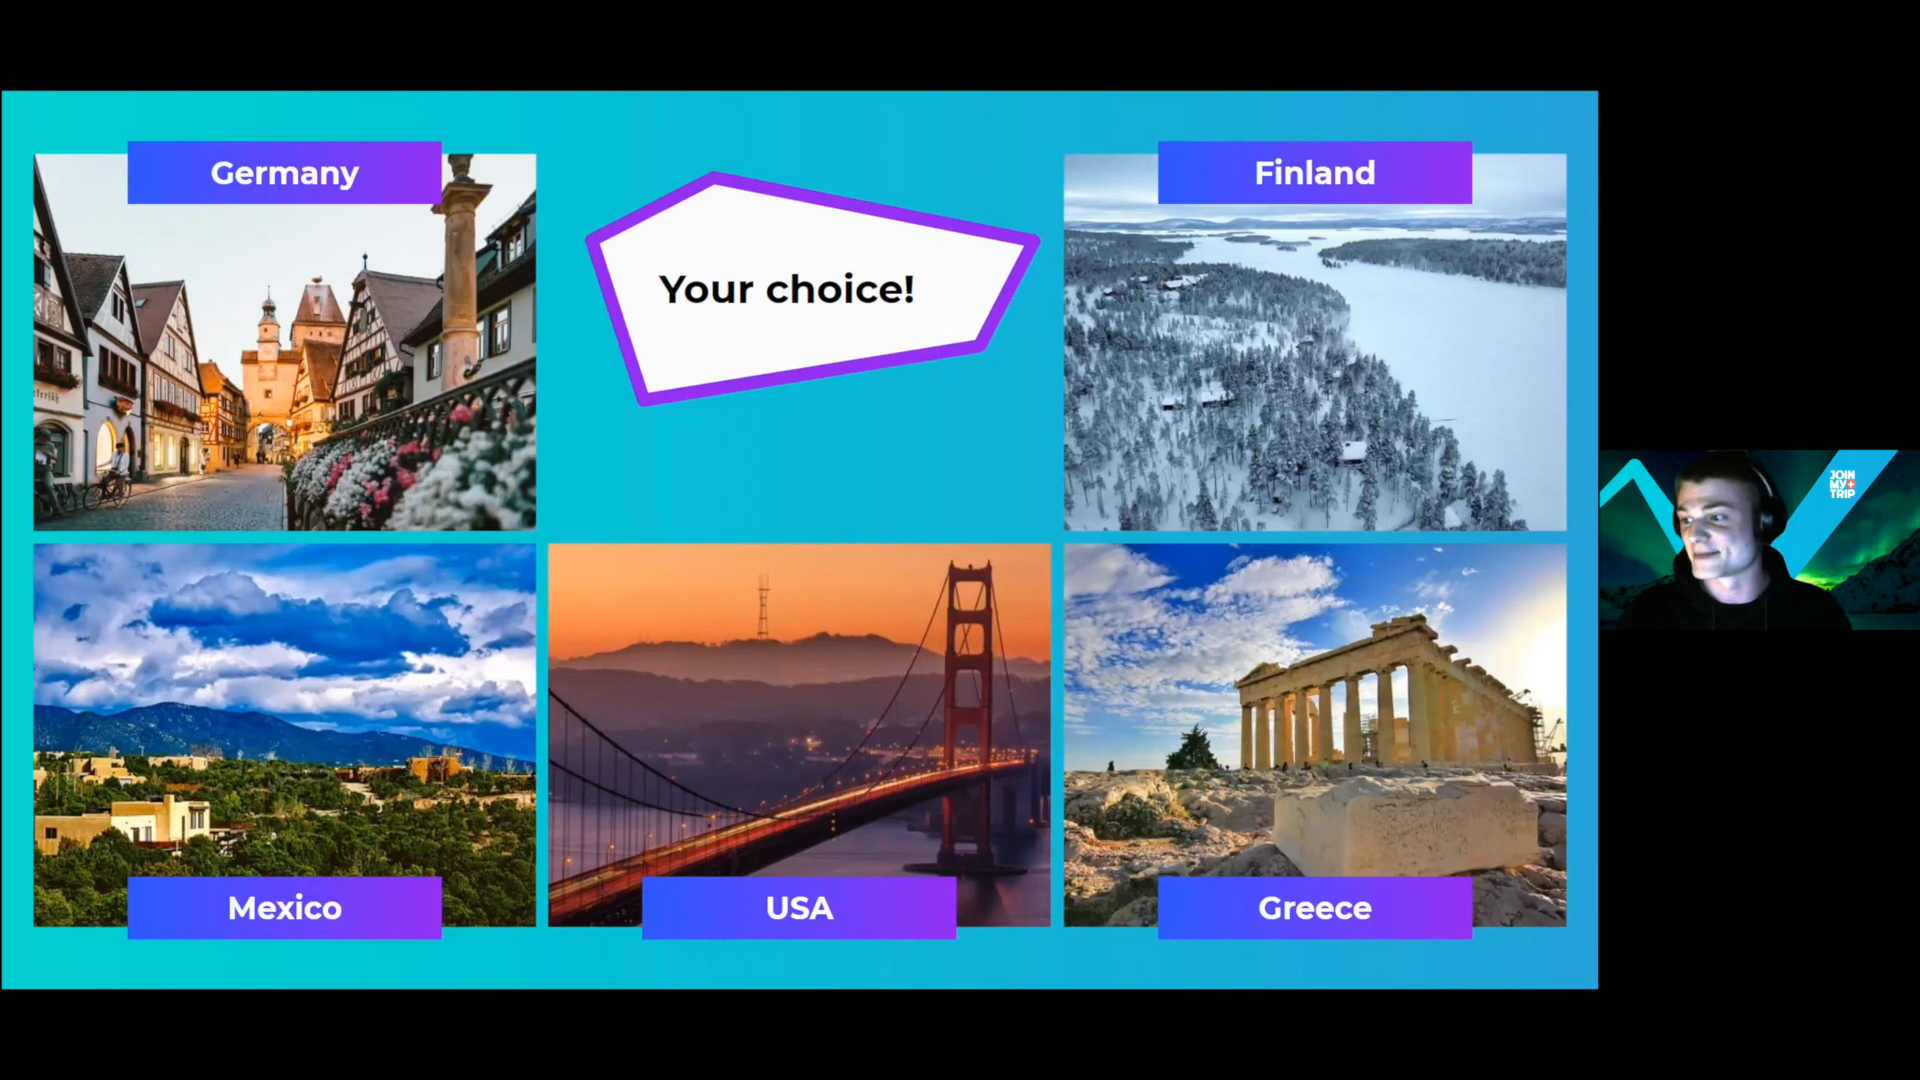 Germany
Your choice!
Finland
Mexico
USA
Greece
JOIN
MY
TRIP